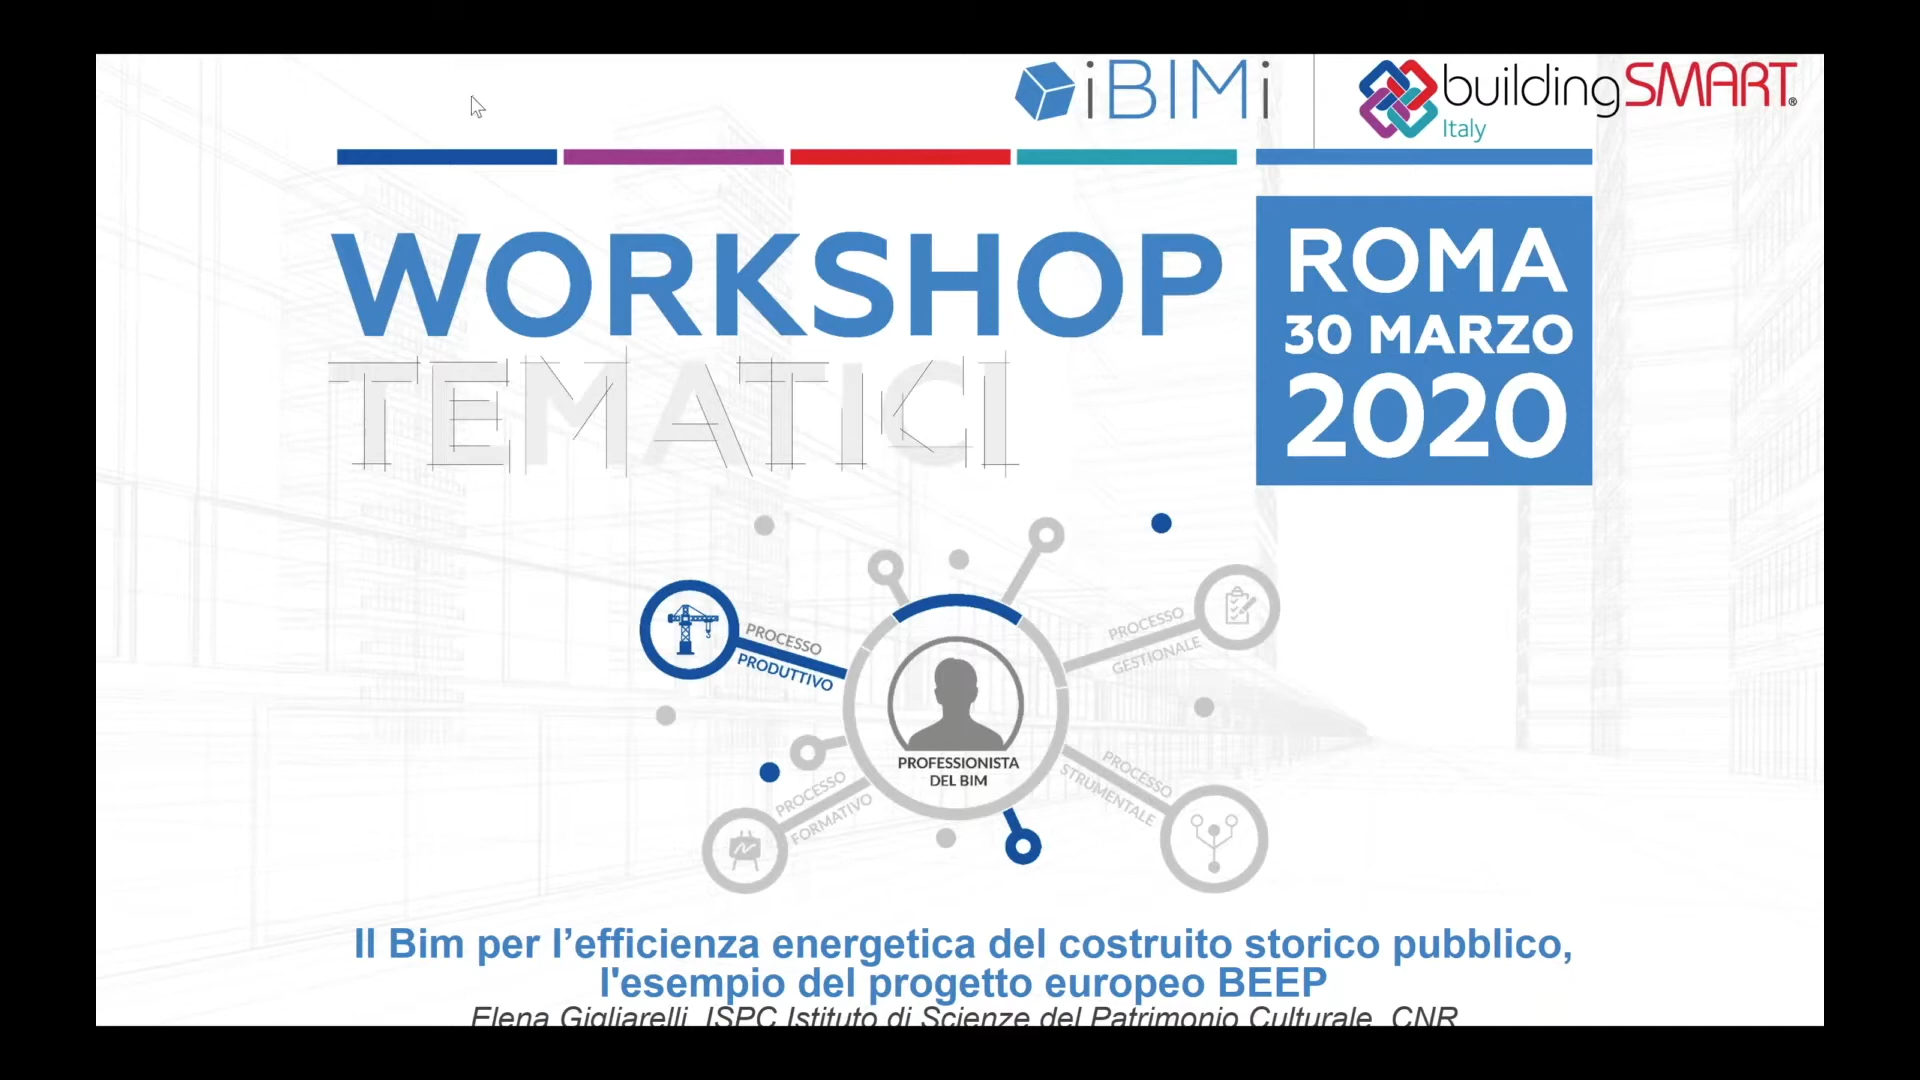 iBIMi
buildingSMART®
Italy
WORKSHOP
TEMATICI
ROMA
30 MARZO
2020
PROCESSO
PRODUTTIVO
PROCESSO
GESTIONALE
PROFESSIONISTA
DEL BIM
PROCESSO
FORMATIVO
PROCESSO
STRUMENTALE
Il Bim per l’efficienza energetica del costruito storico pubblico,
l'esempio del progetto europeo BEEP
Elena Gigliarelli, ISPC Istituto di Scienze del Patrimonio Culturale, CNR